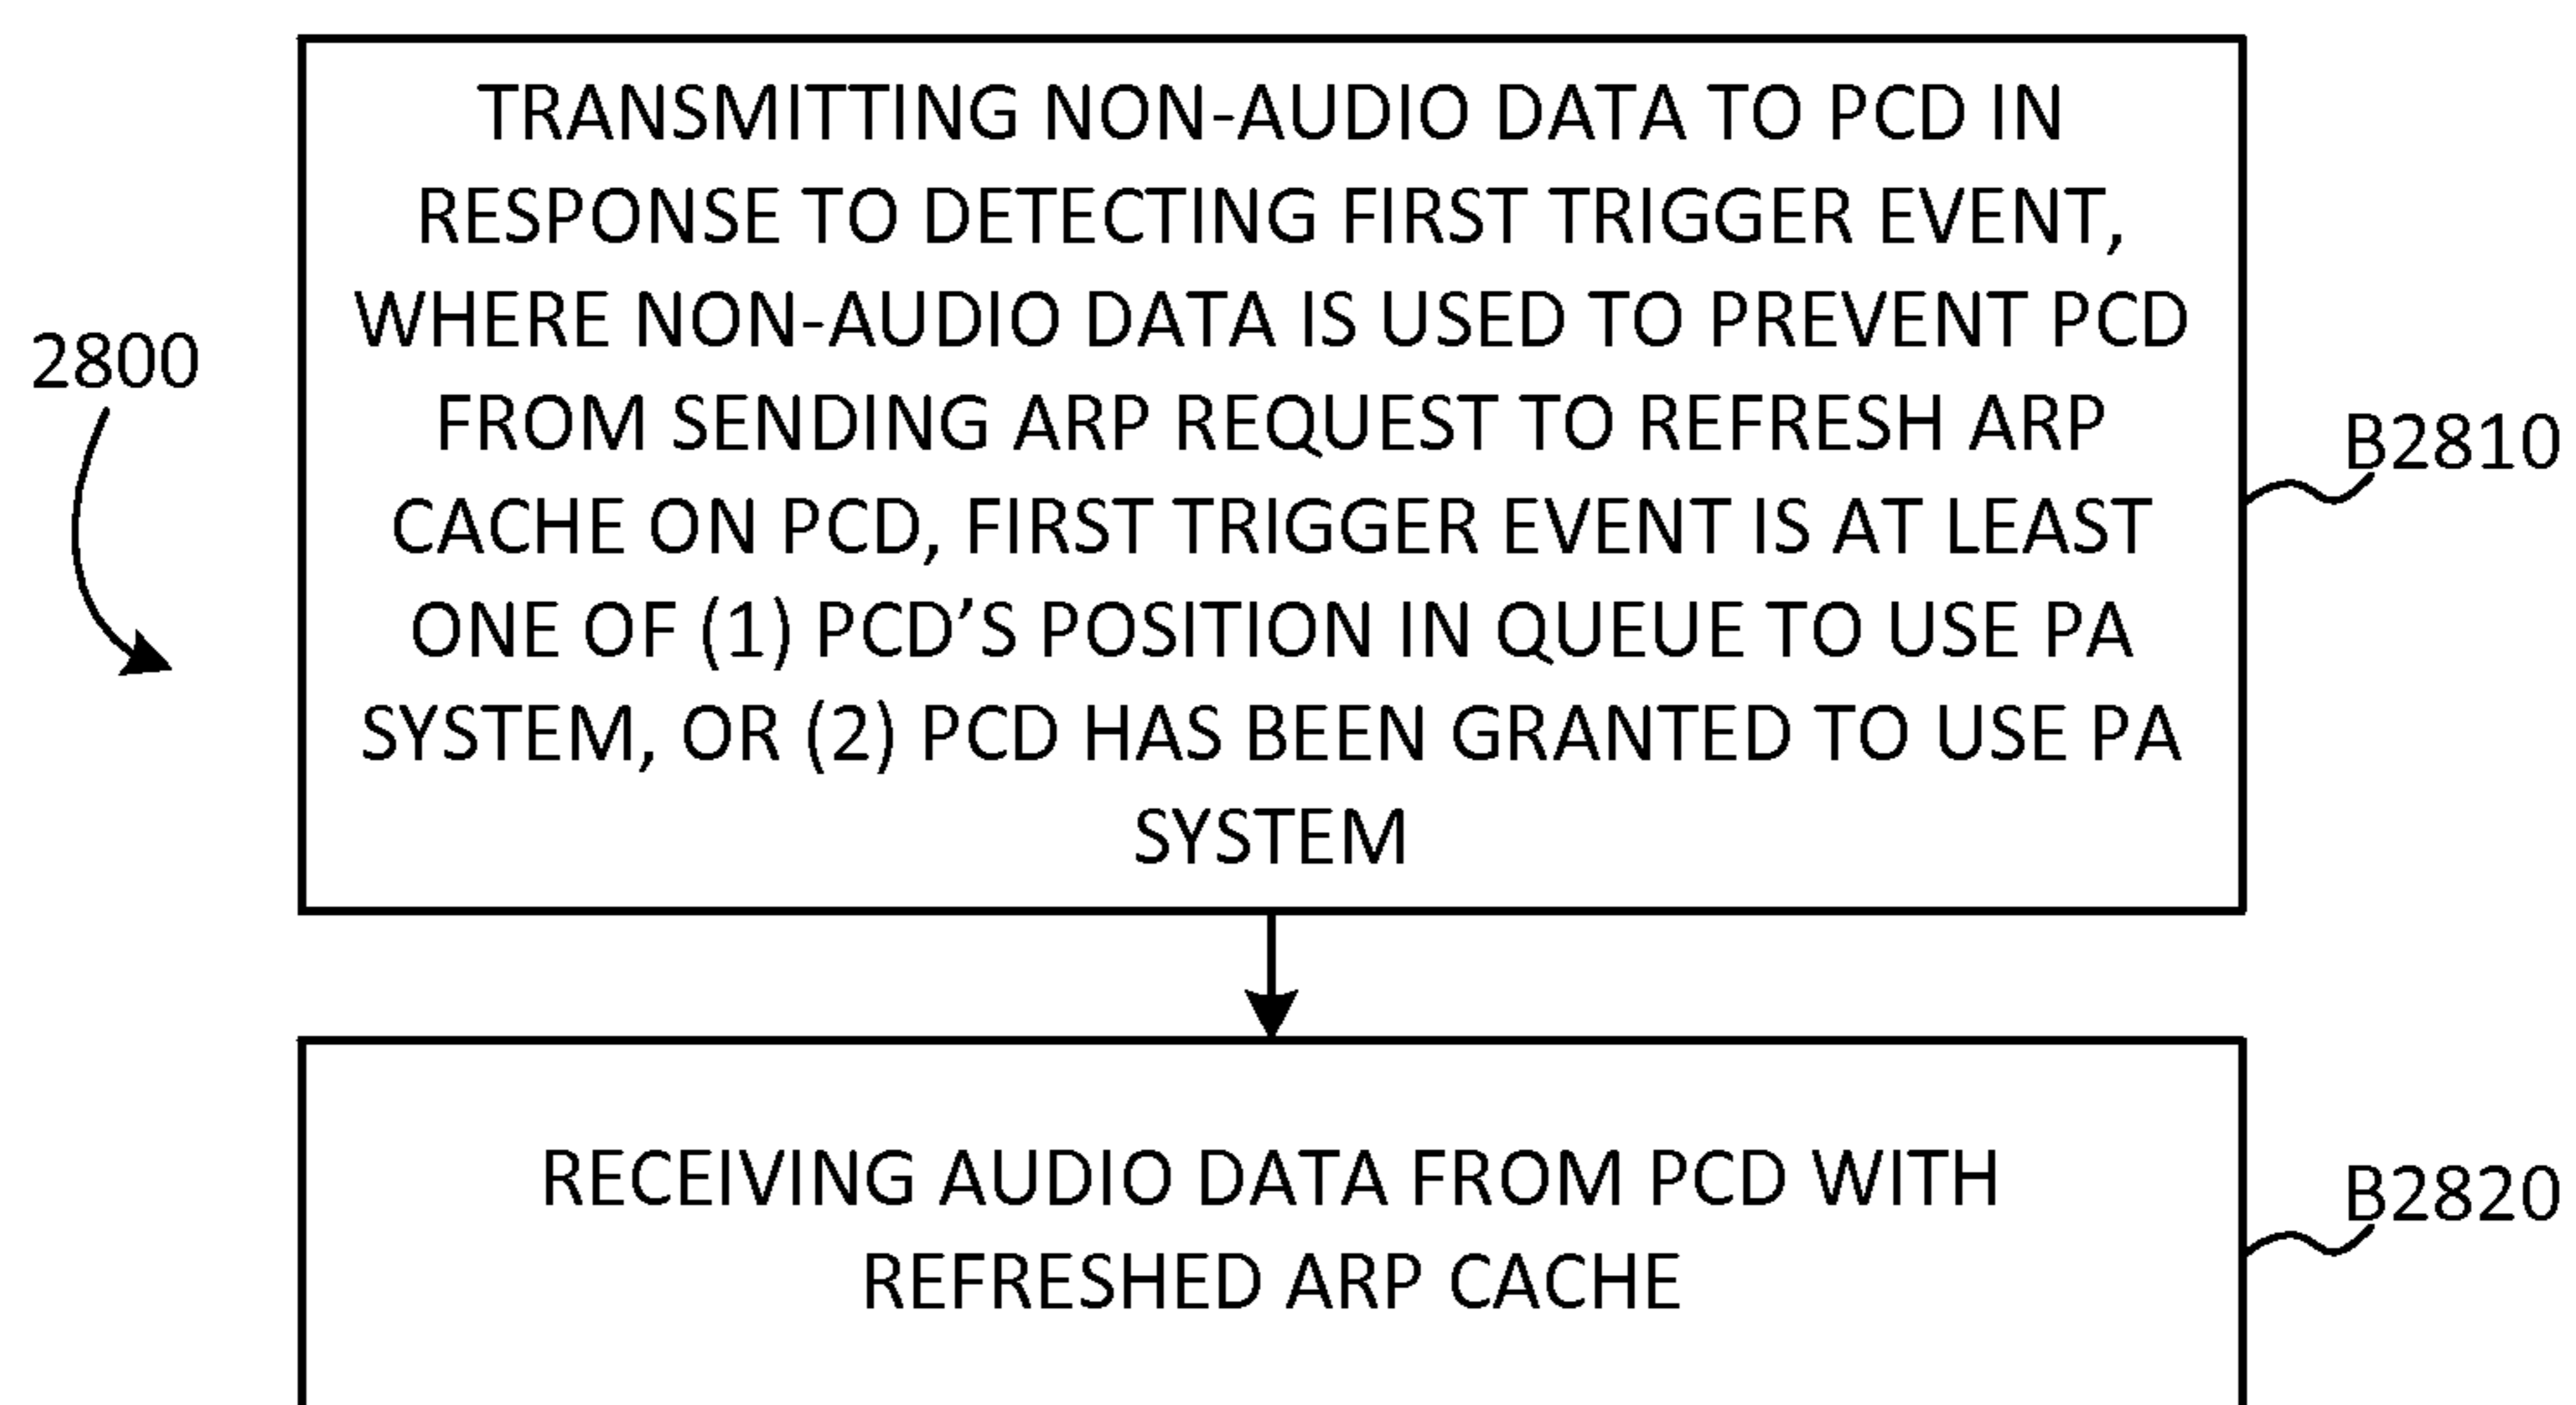 TRANSMITTING NON-AUDIO DATA TO PCD IN
RESPONSE TO DETECTING FIRST TRIGGER EVENT,
WHERE NON-AUDIO DATA IS USED TO PREVENT PCD
FROM SENDING ARP REQUEST TO REFRESH ARP
CACHE ON PCD, FIRST TRIGGER EVENT IS AT LEAST
ONE OF (1) PCD’S POSITION IN QUEUE TO USE PA
SYSTEM, OR (2) PCD HAS BEEN GRANTED TO USE PA
SYSTEM
2800
B2810
RECEIVING AUDIO DATA FROM PCD WITH
REFRESHED ARP CACHE
B2820